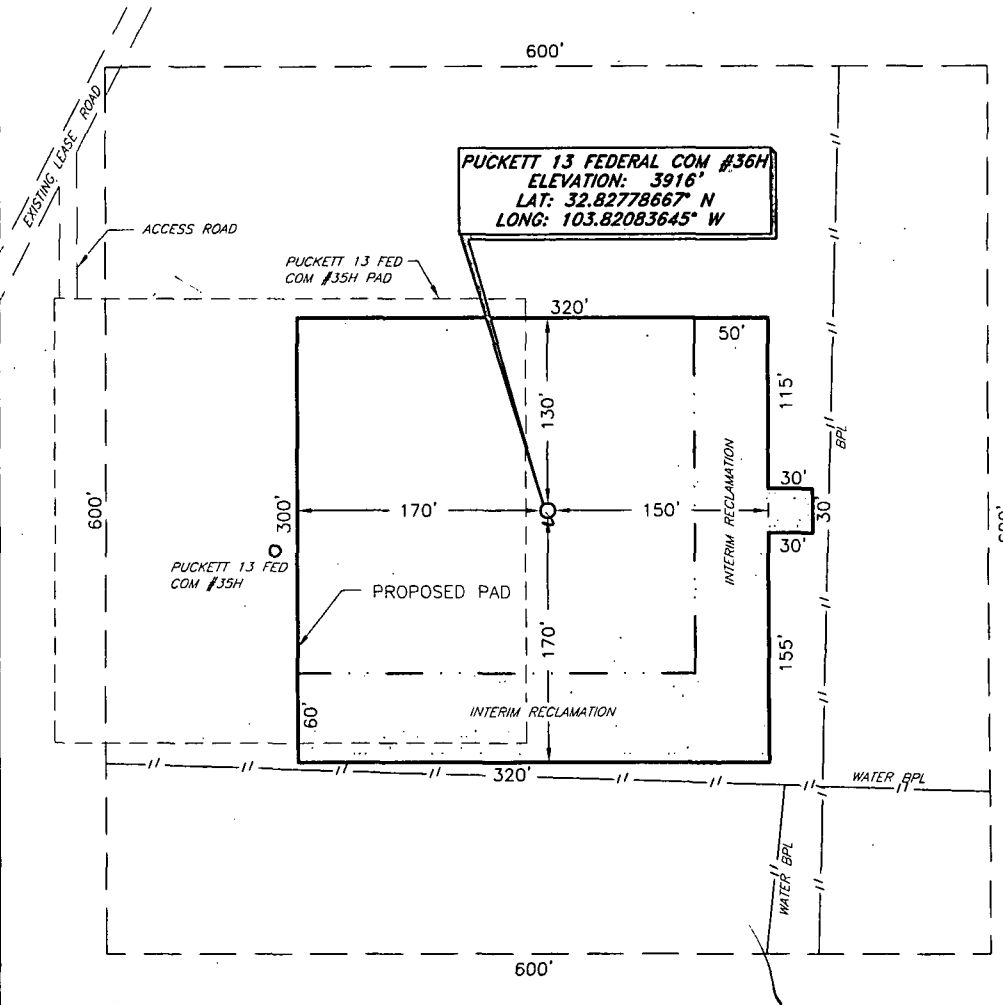 600'
EXISTING LEASE ROAD
PUCKETT 13 FEDERAL COM #36H
ELEVATION: 3916'
LAT: 32.82778667° N
LONG: 103.82083645° W
ACCESS ROAD
PUCKETT 13 FED
COM #35H PAD
320'
50'
130'
115'
BPL
600'
300'
170'
150'
INTERIM RECLAMATION
30'
30'
30'
600'
PUCKETT 13 FED
COM #35H
PROPOSED PAD
170'
155'
60'
INTERIM RECLAMATION
320'
WATER BPL
WATER BPL
600'